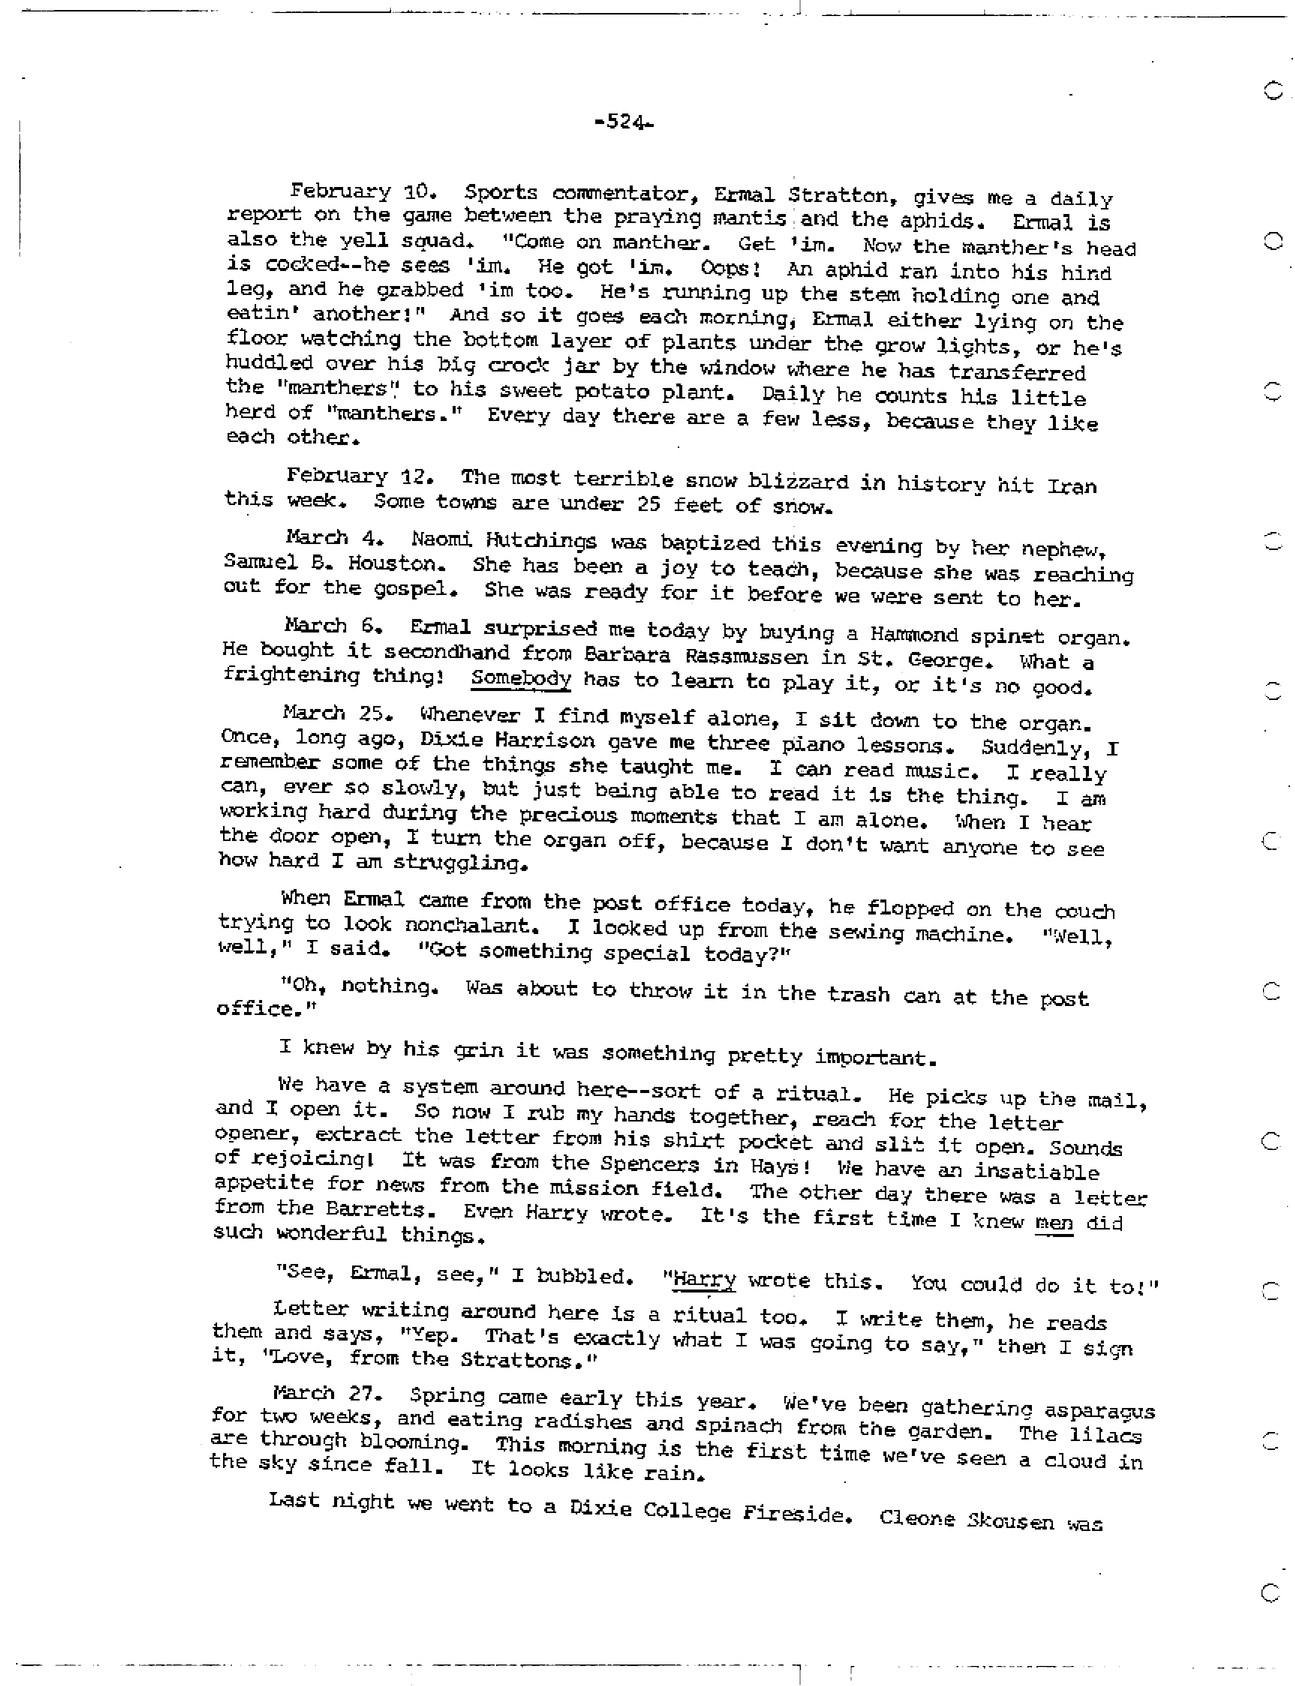 -524-
February 10. Sports commentator, Ermal Stratton, gives me a daily
report on the game between the praying mantis and the aphids. Ermal is
also the yell squad. "Come on manther. Get 'im. Now the manther's head
is cocked--he sees 'im. He got 'im. Oops! An aphid ran into his hind
leg, and he grabbed 'im too. He's running up the stem holding one and
eatin' another!" And so it goes each morning, Ermal either lying on the
floor watching the bottom layer of plants under the grow lights, or he's
huddled over his big crock jar by the window where he has transferred
the "manthers" to his sweet potato plant. Daily he counts his little
herd of "manthers." Every day there are a few less, because they like
each other.
February 12. The most terrible snow blizzard in history hit Iran
this week. Some towns are under 25 feet of snow.
March 4. Naomi Hutchings was baptized this evening by her nephew,
Samuel B. Houston. She has been a joy to teach, because she was reaching
out for the gospel. She was ready for it before we were sent to her.
March 6. Ermal surprised me today by buying a Hammond spinet organ.
He bought it secondhand from Barbara Rassmussen in St. George. What a
frightening thing! Somebody has to learn to play it, or it's no good.
March 25. Whenever I find myself alone, I sit down to the organ.
Once, long ago, Dixie Harrison gave me three piano lessons. Suddenly, I
remember some of the things she taught me. I can read music. I really
can, ever so slowly, but just being able to read it is the thing. I am
working hard during the precious moments that I am alone. When I hear
the door open, I turn the organ off, because I don't want anyone to see
how hard I am struggling.
When Ermal came from the post office today, he flopped on the couch
trying to look nonchalant. I looked up from the sewing machine. "Well,
well," I said. "Got something special today?"
"Oh, nothing. Was about to throw it in the trash can at the post
office."
I knew by his grin it was something pretty important.
We have a system around here--sort of a ritual. He picks up the mail,
and I open it. So now I rub my hands together, reach for the letter
opener, extract the letter from his shirt pocket and slit it open. Sounds
of rejoicing! It was from the Spencers in Hays! We have an insatiable
appetite for news from the mission field. The other day there was a letter
from the Barretts. Even Harry wrote. It's the first time I knew men did
such wonderful things.
"See, Ermal, see," I bubbled. "Harry wrote this. You could do it to!"
Letter writing around here is a ritual too. I write them, he reads
them and says, "Yep. That's exactly what I was going to say," then I sign
it, "Love, from the Strattons."
March 27. Spring came early this year. We've been gathering asparagus
for two weeks, and eating radishes and spinach from the garden. The lilacs
are through blooming. This morning is the first time we've seen a cloud in
the sky since fall. It looks like rain.
Last night we went to a Dixie College Fireside. Cleone Skousen was